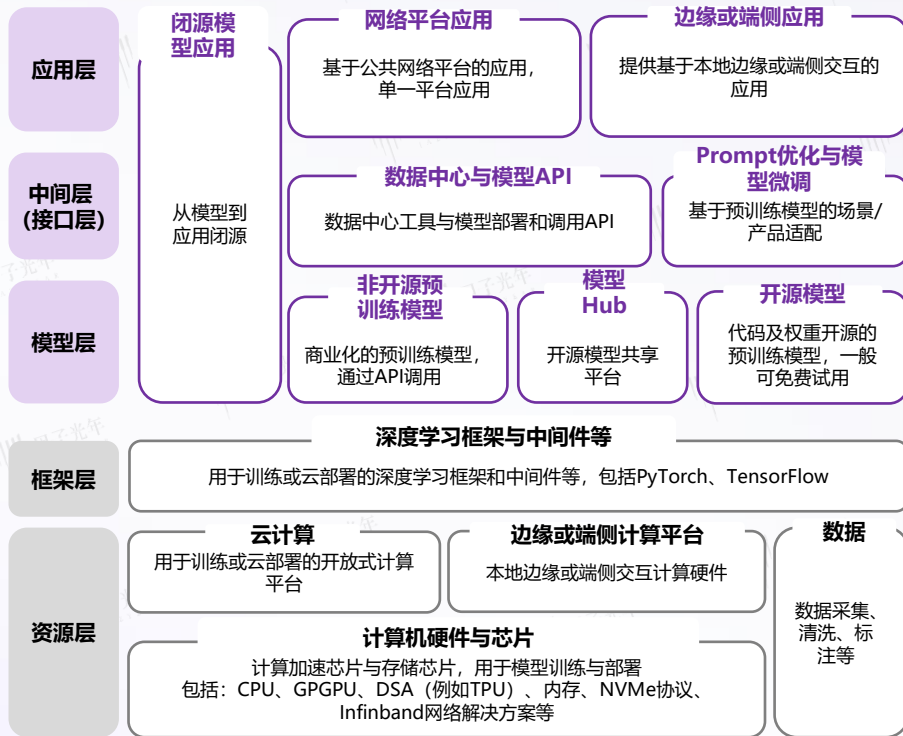 应用层
闭源模
型应用
从模型到
应用闭源
网络平台应用
基于公共网络平台的应用，
单一平台应用
边缘或端侧应用
提供基于本地边缘或端侧交互的
应用
中间层
（接口层）
数据中心与模型API
数据中心工具与模型部署和调用API
Prompt优化与模
型微调
基于预训练模型的场景/
产品适配
模型层
非开源预
训练模型
商业化的预训练模型，
通过API调用
模型
Hub
开源模型共享
平台
开源模型
代码及权重开源的
预训练模型，一般
可免费试用
框架层
深度学习框架与中间件等
用于训练或云部署的深度学习框架和中间件等，包括PyTorch、TensorFlow
资源层
云计算
用于训练或云部署的开放式计算
平台
边缘或端侧计算平台
本地边缘或端侧交互计算硬件
数据
数据采集、
清洗、标
注等
计算机硬件与芯片
计算加速芯片与存储芯片，用于模型训练与部署
包括：CPU、GPGPU、DSA（例如TPU）、内存、NVMe协议、
Infinband网络解决方案等